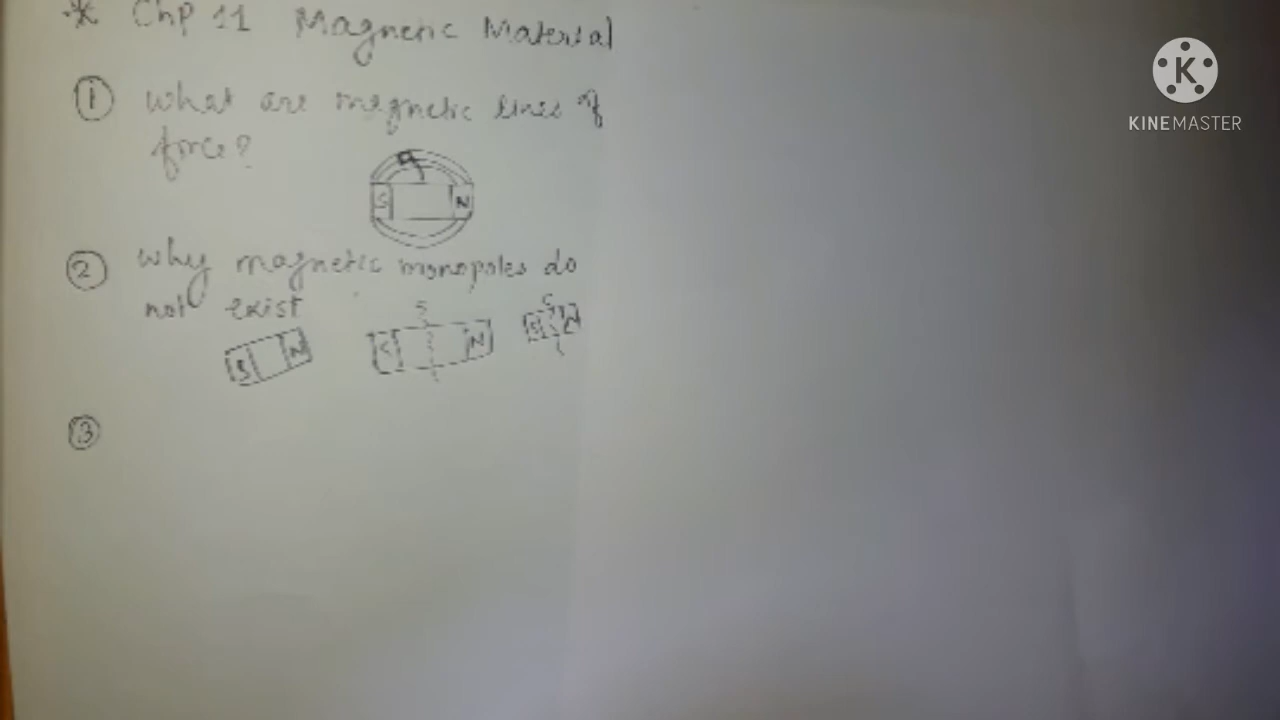 * Chp 11 Magnetic Material
① What are magnetic lines of
force?
S N
② Why magnetic monopoles do
not exist
S N S S N S S N
③
KINEMASTER